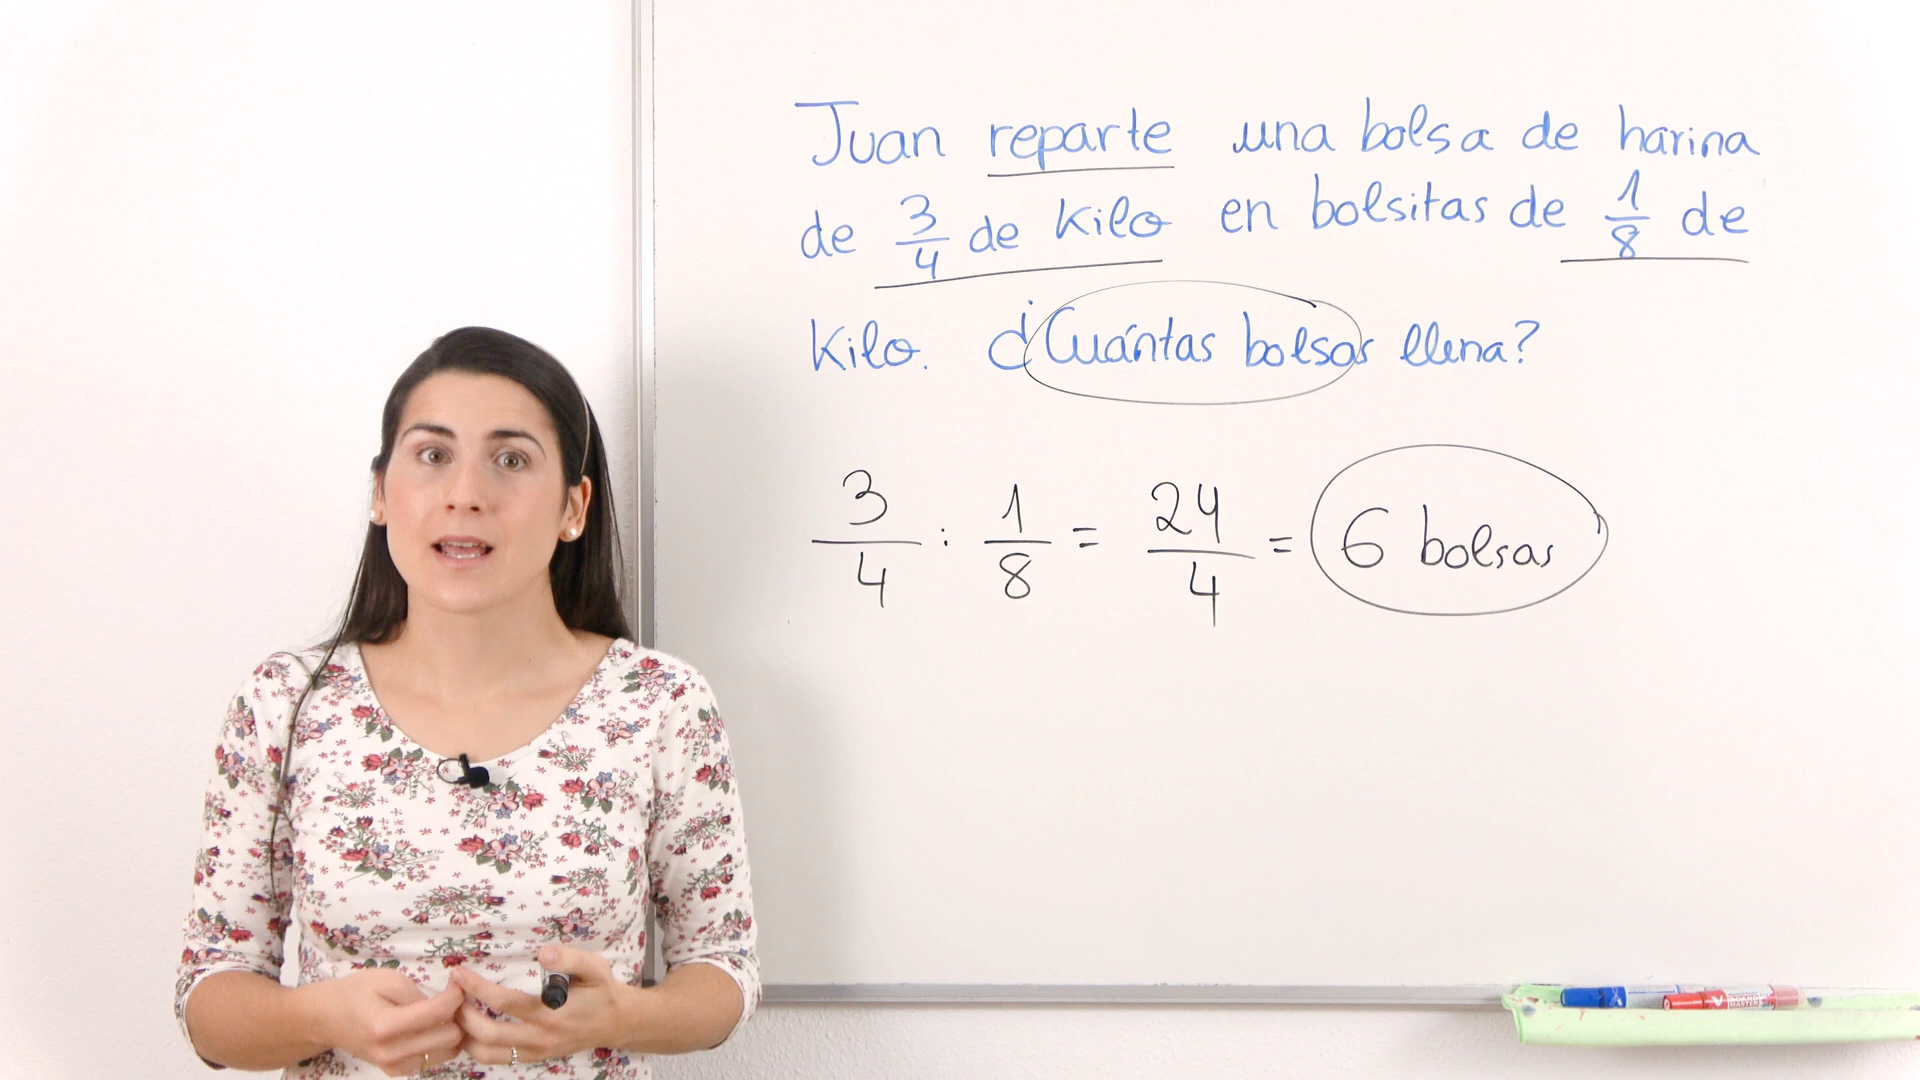 Juan reparte una bolsa de harina
de 3/4 de kilo en bolsitas de 1/8 de
kilo. ¿Cuántas bolsas llena?
3/4 : 1/8 = 24/4 = 6 bolsas